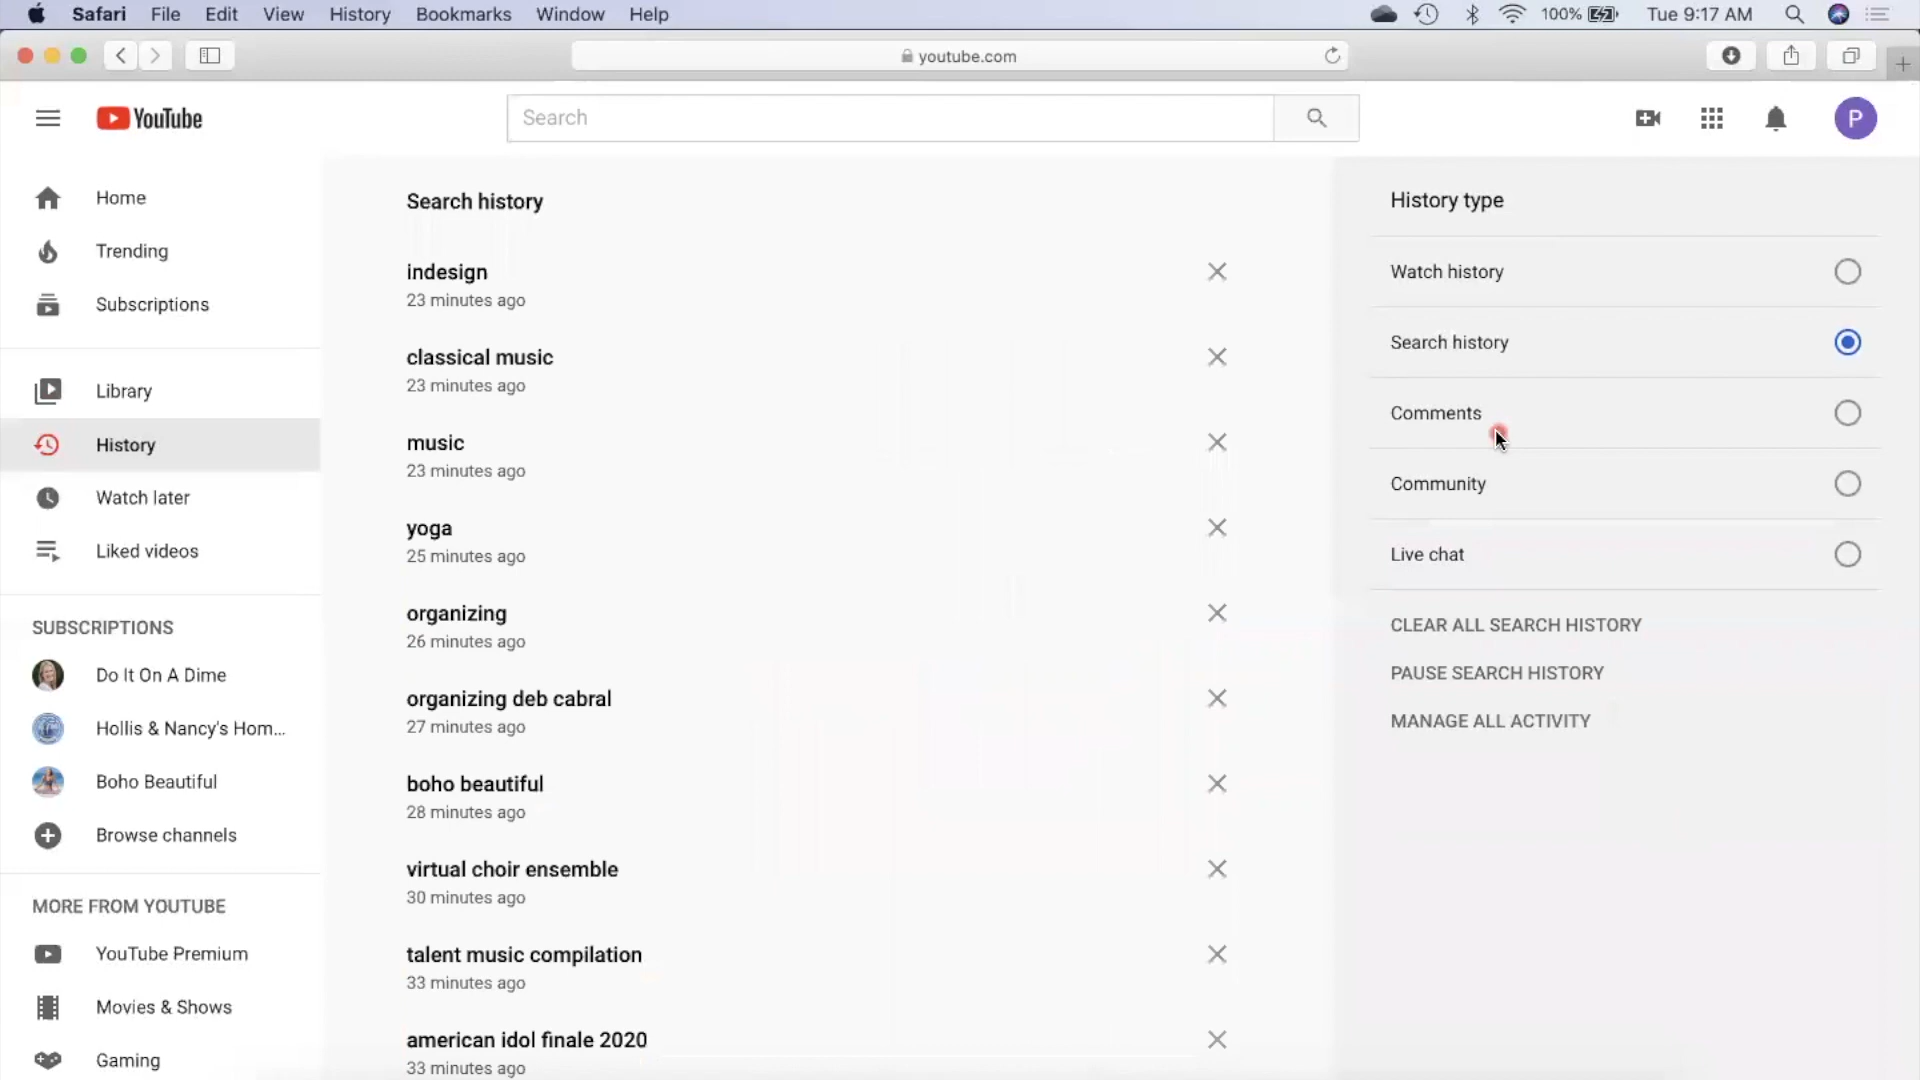 Safari File Edit View History Bookmarks Window Help 100% Tue 9:17 AM
youtube.com
YouTube
Search
P
Home
Trending
Subscriptions
Library
History
Watch later
Liked videos
SUBSCRIPTIONS
Do It On A Dime
Hollis & Nancy's Hom...
Boho Beautiful
Browse channels
MORE FROM YOUTUBE
YouTube Premium
Movies & Shows
Gaming
Search history
indesign
23 minutes ago
classical music
23 minutes ago
music
23 minutes ago
yoga
25 minutes ago
organizing
26 minutes ago
organizing deb cabral
27 minutes ago
boho beautiful
28 minutes ago
virtual choir ensemble
30 minutes ago
talent music compilation
33 minutes ago
american idol finale 2020
33 minutes ago
History type
Watch history
Search history
Comments
Community
Live chat
CLEAR ALL SEARCH HISTORY
PAUSE SEARCH HISTORY
MANAGE ALL ACTIVITY